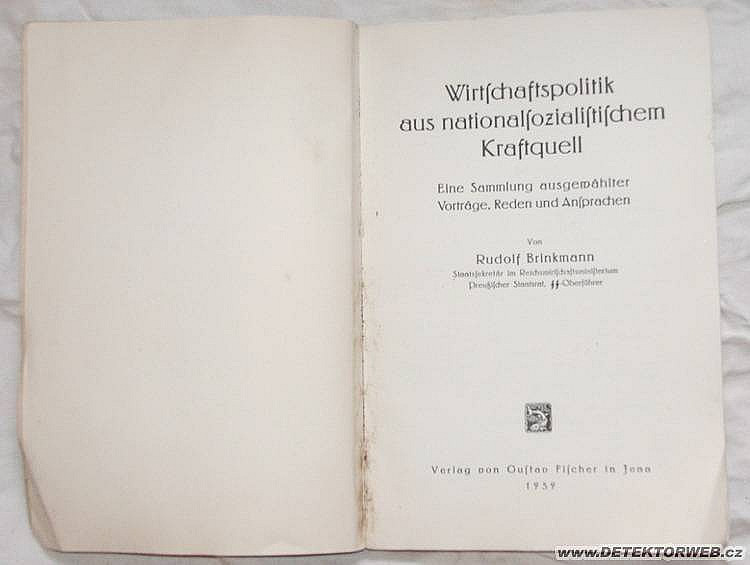 Wirtſchaftspolitik
aus nationalſozialiſtiſchem
Kraftquell
Eine Sammlung ausgewählter
Vorträge, Reden und Anſprachen
Von
Rudolf Brinkmann
Staatsſekretär im Reichswirtſchaftsminiſterium
Preußiſcher Staatsrat, ᛋᛋ-Oberführer
Verlag von Guſtav Fiſcher in Jena
1939
www.DETEKTORWEB.cz